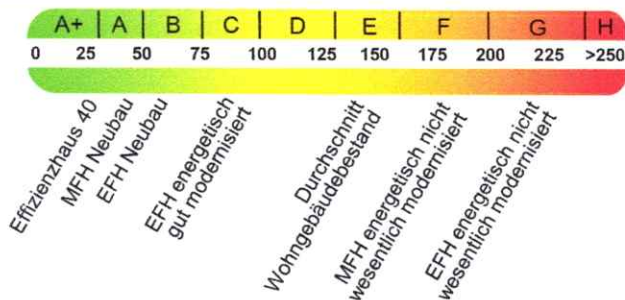 A+ A B C D E F G H
0 25 50 75 100 125 150 175 200 225 >250
Effizienzhaus 40
MFH Neubau
EFH Neubau
EFH energetisch
gut modernisiert
Durchschnitt
Wohngebäudebestand
MFH energetisch nicht
wesentlich modernisiert
EFH energetisch nicht
wesentlich modernisiert